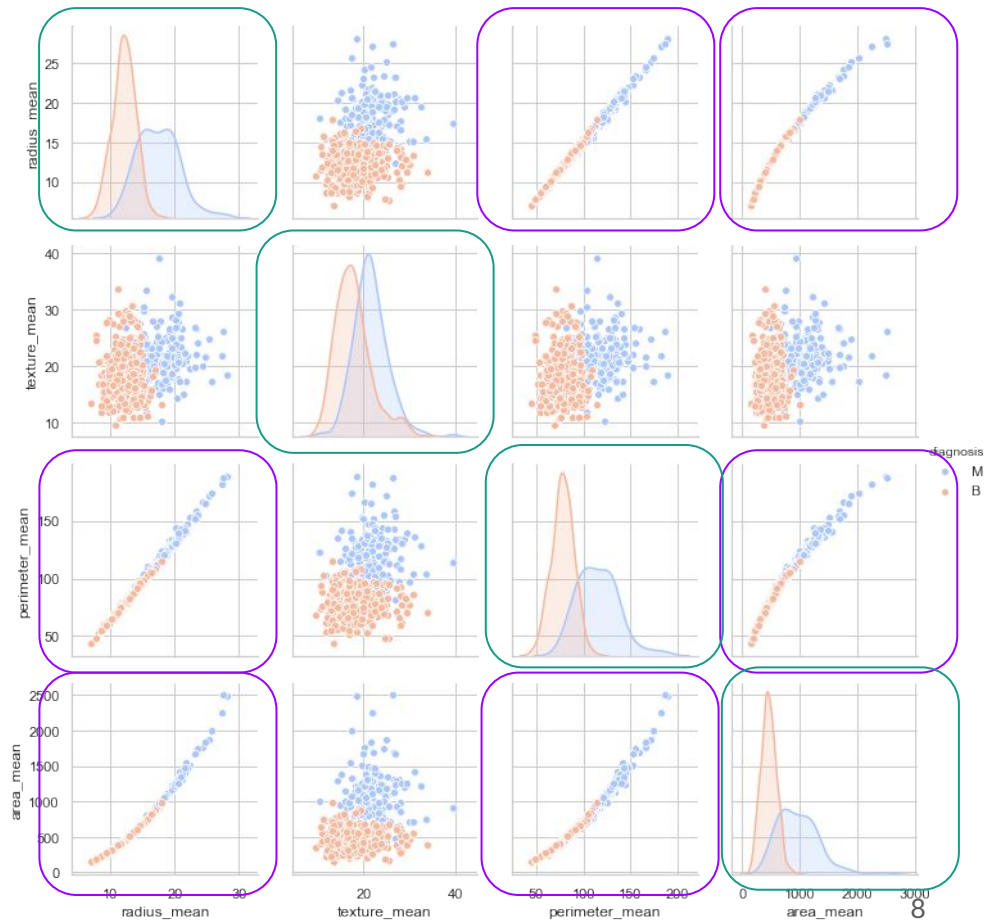 25
20
15
10
radius_mean
40
30
20
10
texture_mean
diagnosis
M
B
150
100
50
perimeter_mean
2500
2000
1500
1000
500
0
area_mean
10 20 30
20 40
50 100 150 200
0 1000 2000 3000
radius_mean texture_mean perimeter_mean area_mean
8